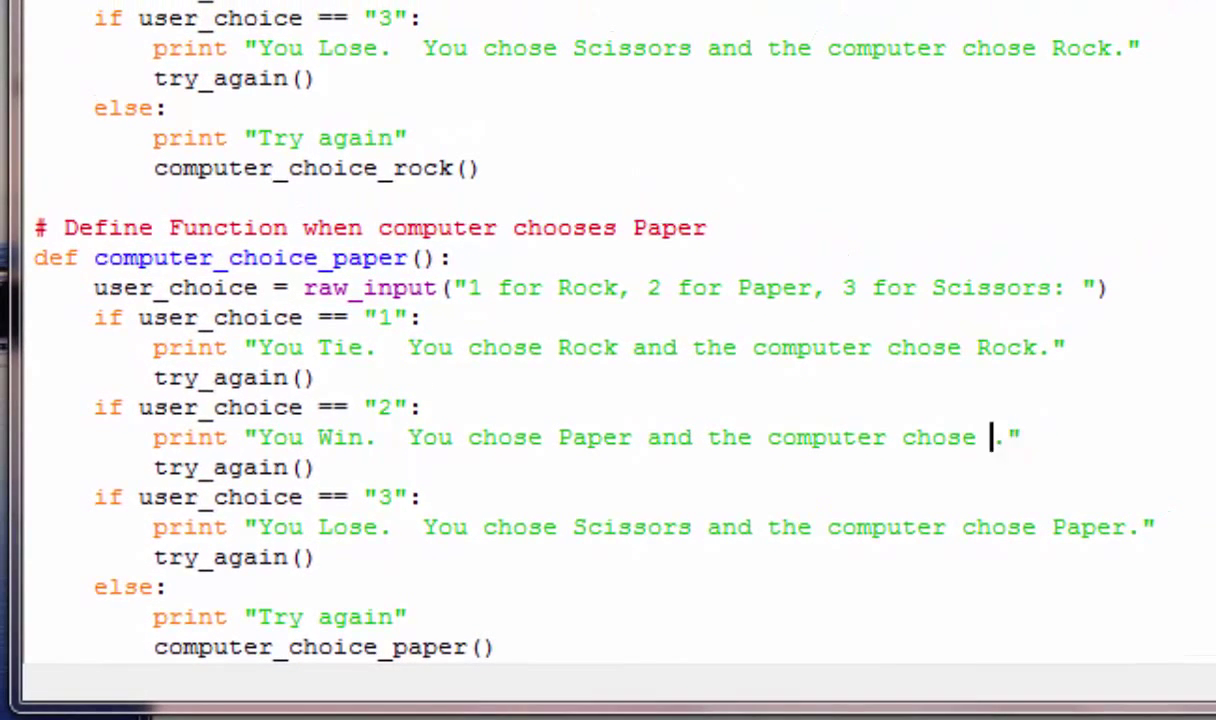 if user_choice == "3":
        print "You Lose.  You chose Scissors and the computer chose Rock."
        try_again()
    else:
        print "Try again"
        computer_choice_rock()

# Define Function when computer chooses Paper
def computer_choice_paper():
    user_choice = raw_input("1 for Rock, 2 for Paper, 3 for Scissors: ")
    if user_choice == "1":
        print "You Tie.  You chose Rock and the computer chose Rock."
        try_again()
    if user_choice == "2":
        print "You Win.  You chose Paper and the computer chose ."
        try_again()
    if user_choice == "3":
        print "You Lose.  You chose Scissors and the computer chose Paper."
        try_again()
    else:
        print "Try again"
        computer_choice_paper()